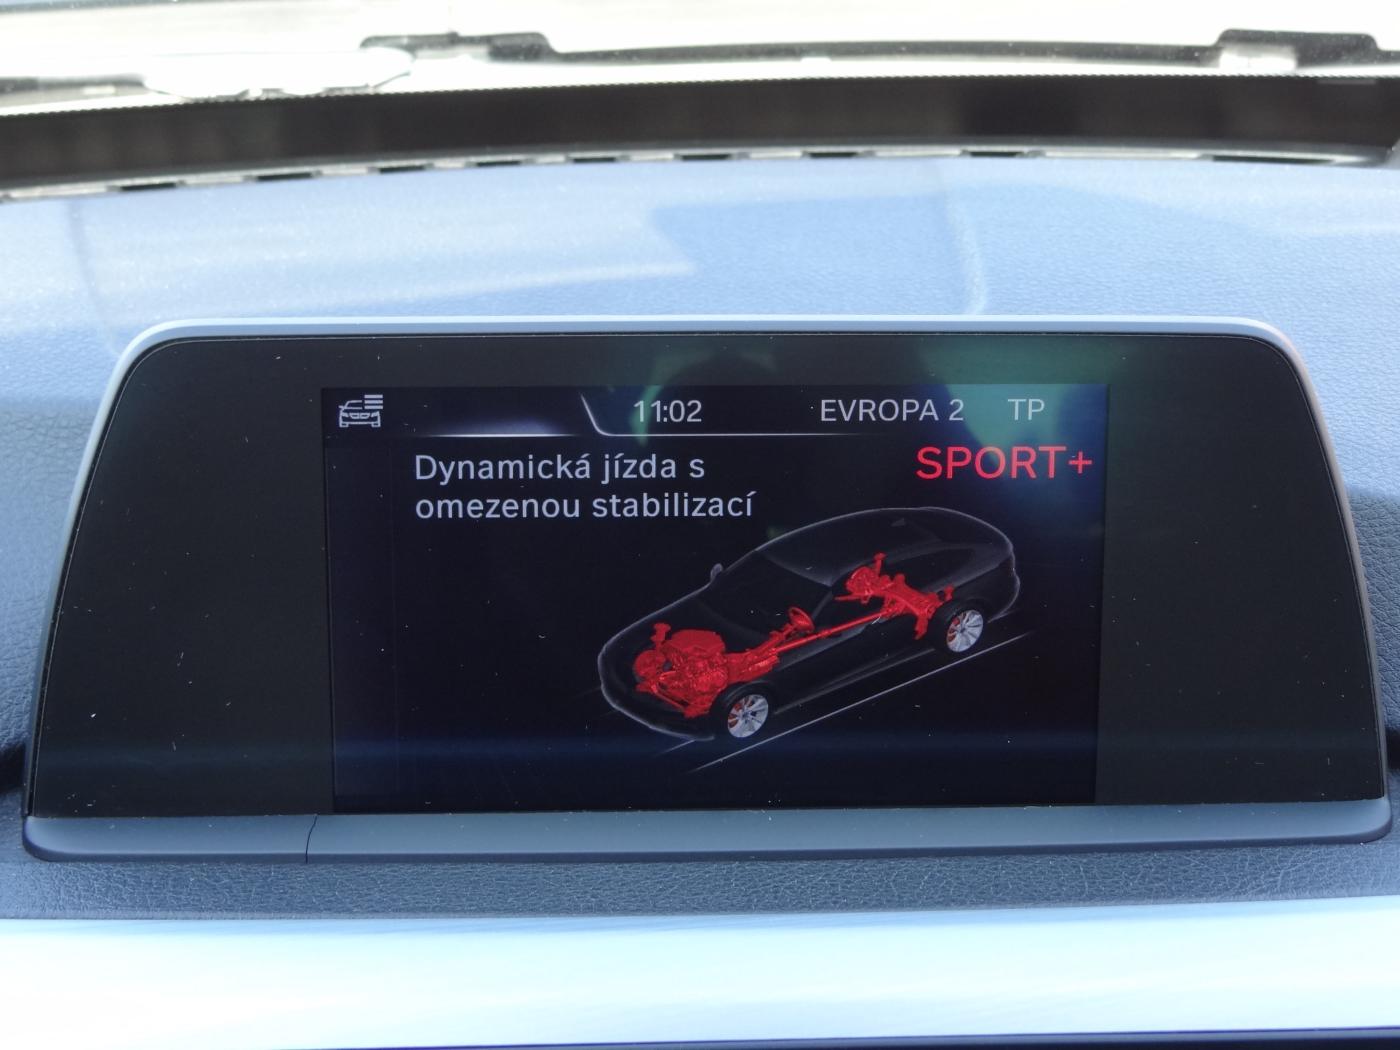 11:02 EVROPA 2 TP
Dynamická jízda s
omezenou stabilizací
SPORT+